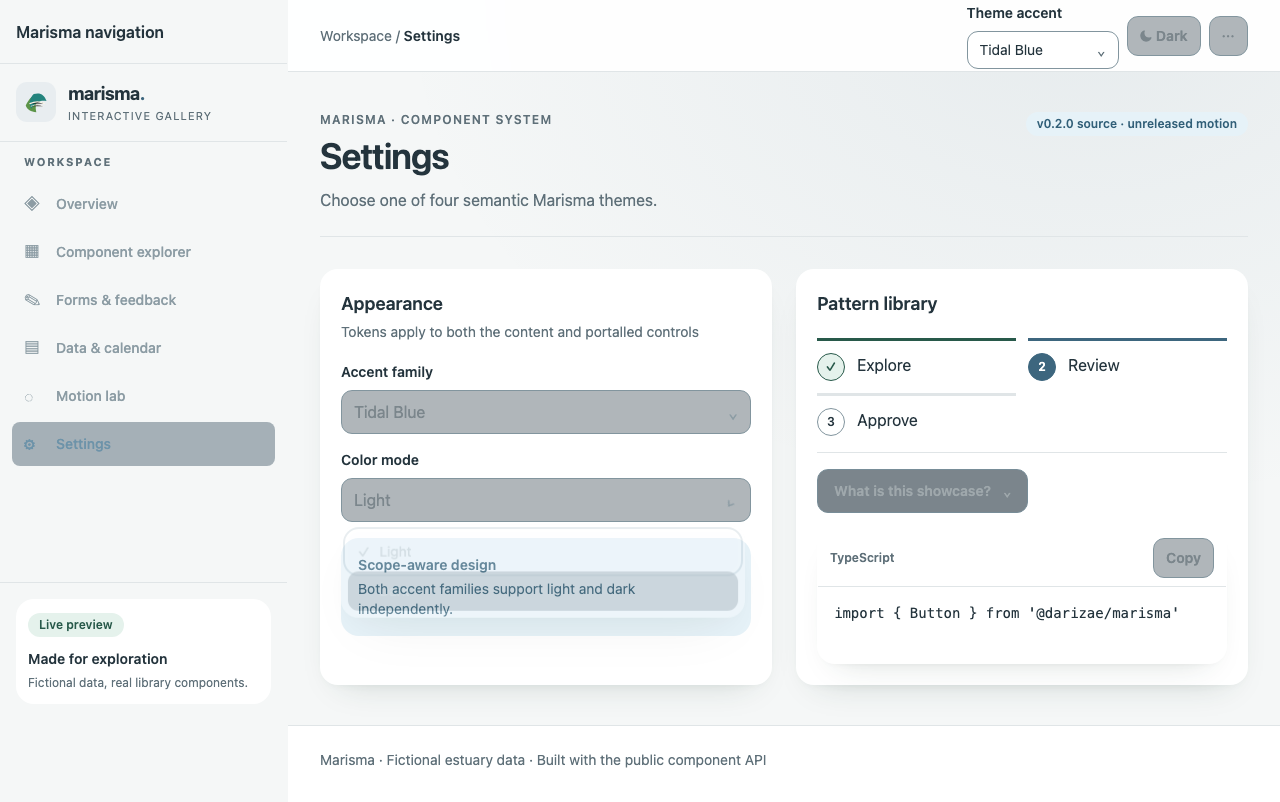 Marisma navigation
marisma.
INTERACTIVE GALLERY
WORKSPACE
Overview
Component explorer
Forms & feedback
Data & calendar
Motion lab
Settings
Live preview
Made for exploration
Fictional data, real library components.
Workspace / Settings
Theme accent
Tidal Blue
Dark
···
MARISMA · COMPONENT SYSTEM
v0.2.0 source · unreleased motion
Settings
Choose one of four semantic Marisma themes.
Appearance
Tokens apply to both the content and portalled controls
Accent family
Tidal Blue
Color mode
Light
✓ Light
Scope-aware design
Both accent families support light and dark
independently.
Pattern library
✓ Explore
2 Review
3 Approve
What is this showcase?
TypeScript
Copy
import { Button } from '@darizae/marisma'
Marisma · Fictional estuary data · Built with the public component API